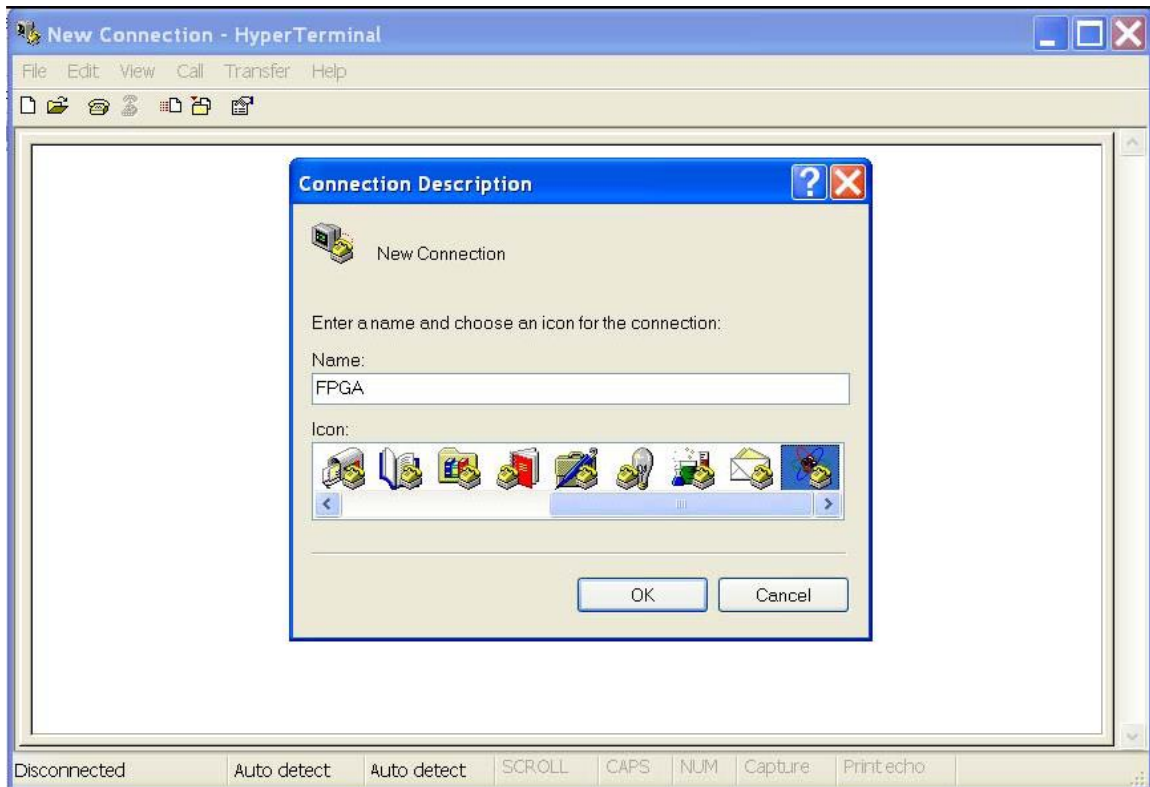 New Connection - HyperTerminal
File Edit View Call Transfer Help
Connection Description
New Connection
Enter a name and choose an icon for the connection:
Name:
FPGA
Icon:
OK Cancel
Disconnected Auto detect Auto detect SCROLL CAPS NUM Capture Print echo